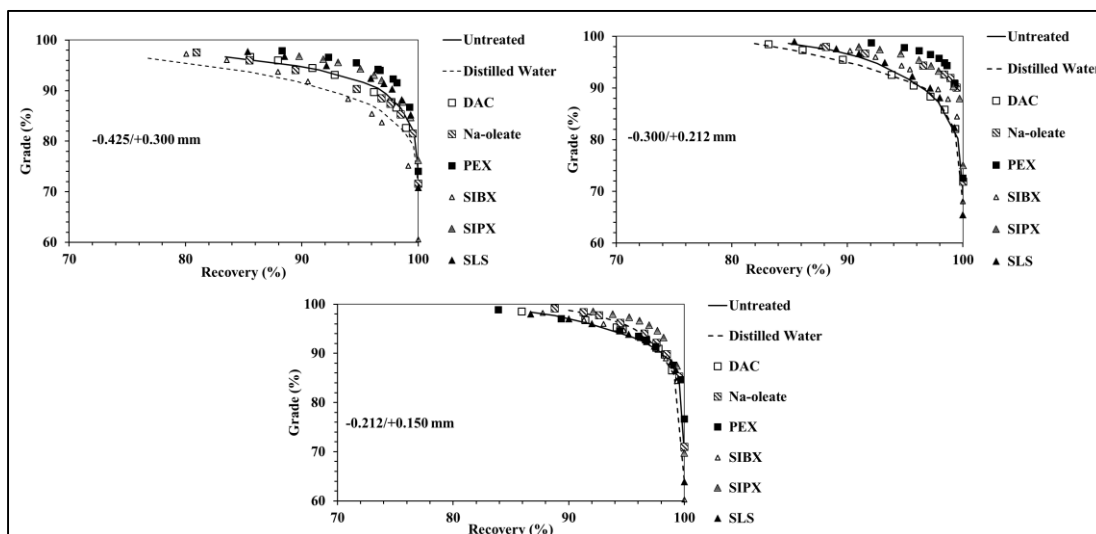 100
90
80
70
60
Grade (%)
-0.425/+0.300 mm
70 80 90 100
Recovery (%)
Untreated
Distilled Water
DAC
Na-oleate
PEX
SIBX
SIPX
SLS
100
90
80
70
60
Grade (%)
-0.300/+0.212 mm
70 80 90 100
Recovery (%)
Untreated
Distilled Water
DAC
Na-oleate
PEX
SIBX
SIPX
SLS
100
90
80
70
60
Grade (%)
-0.212/+0.150 mm
70 80 90 100
Recovery (%)
Untreated
Distilled Water
DAC
Na-oleate
PEX
SIBX
SIPX
SLS